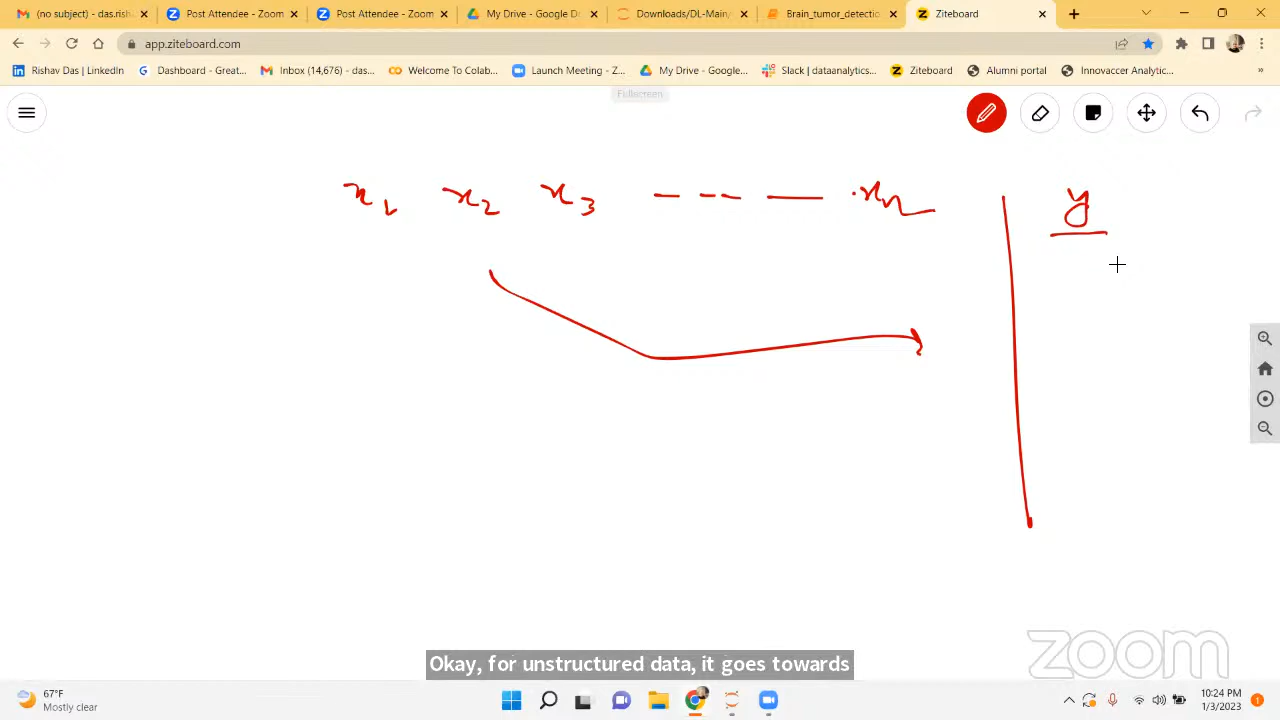 (no subject) - das.rish
Post Attendee - Zoom
Post Attendee - Zoom
My Drive - Google D
Downloads/DL-Main/
Brain_tumor_detectio
Ziteboard
app.ziteboard.com
Rishav Das | LinkedIn
Dashboard - Great...
Inbox (14,676) - das...
Welcome To Colab...
Launch Meeting - Z...
My Drive - Google...
Slack | dataanalytics...
Ziteboard
Alumni portal
Innovaccer Analytic...
»
Fullscreen
x₁ x₂ x₃ - - - — xₙ y
Okay, for unstructured data, it goes towards
zoom
67°F
Mostly clear
10:24 PM
1/3/2023
1